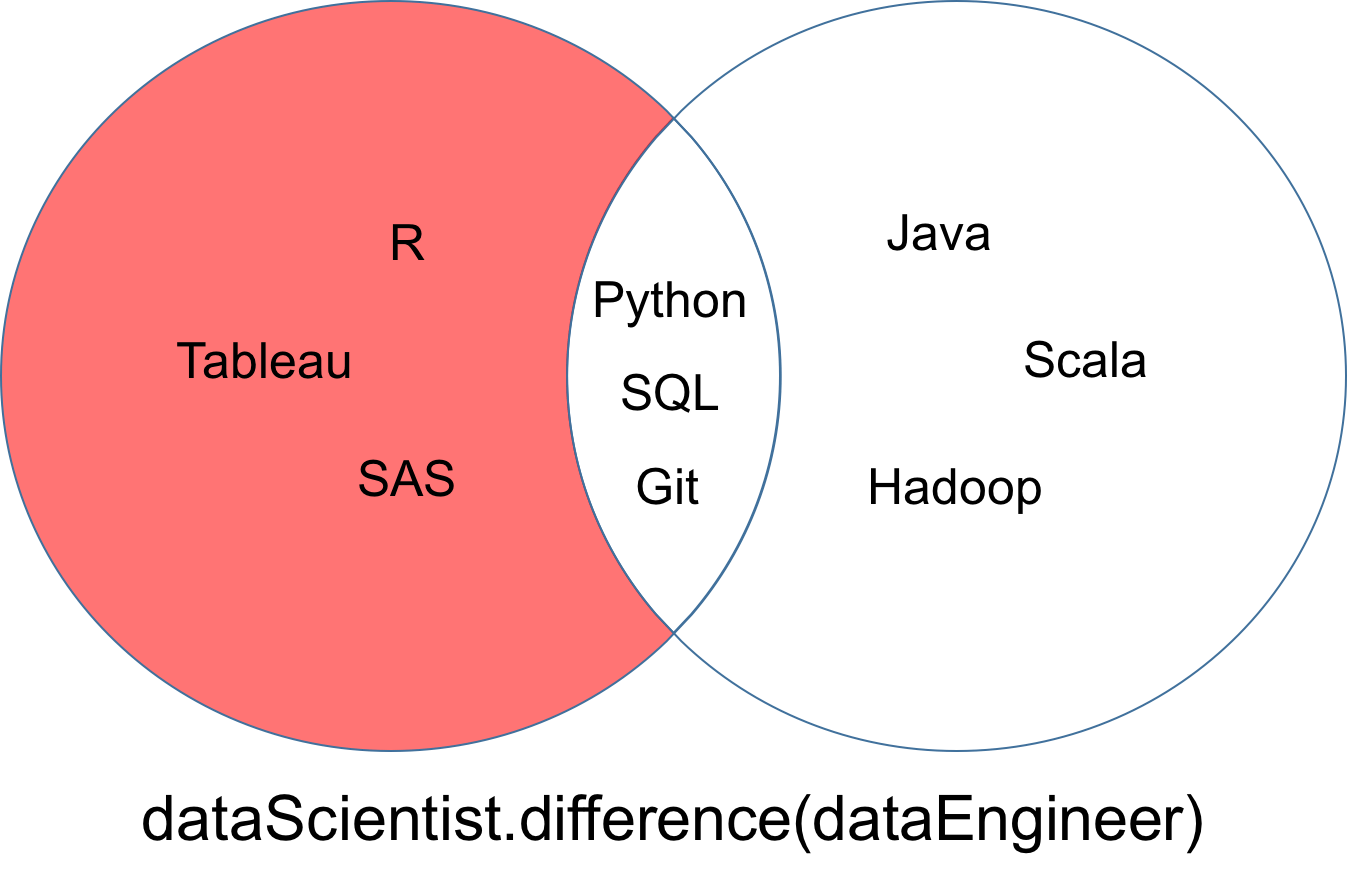 R
Tableau
SAS
Python
SQL
Git
Java
Scala
Hadoop
dataScientist.difference(dataEngineer)